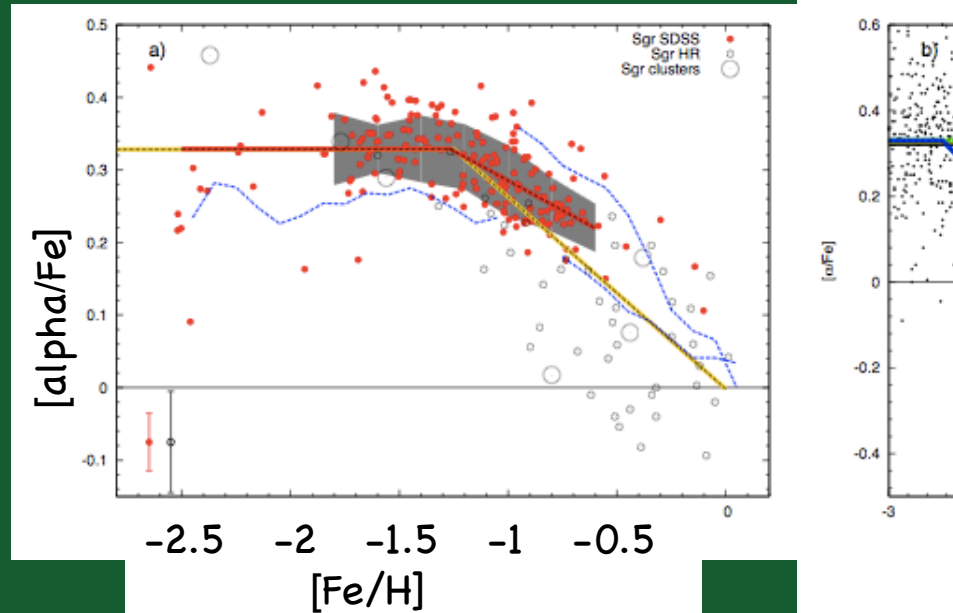 0.5
a)
Sgr SDSS
Sgr HR
Sgr clusters
0.4
0.3
0.2
0.1
0
-0.1
[alpha/Fe]
-2.5 -2 -1.5 -1 -0.5
0
[Fe/H]
0.6
b)
0.4
0.2
0
-0.2
-0.4
[α/Fe]
-3